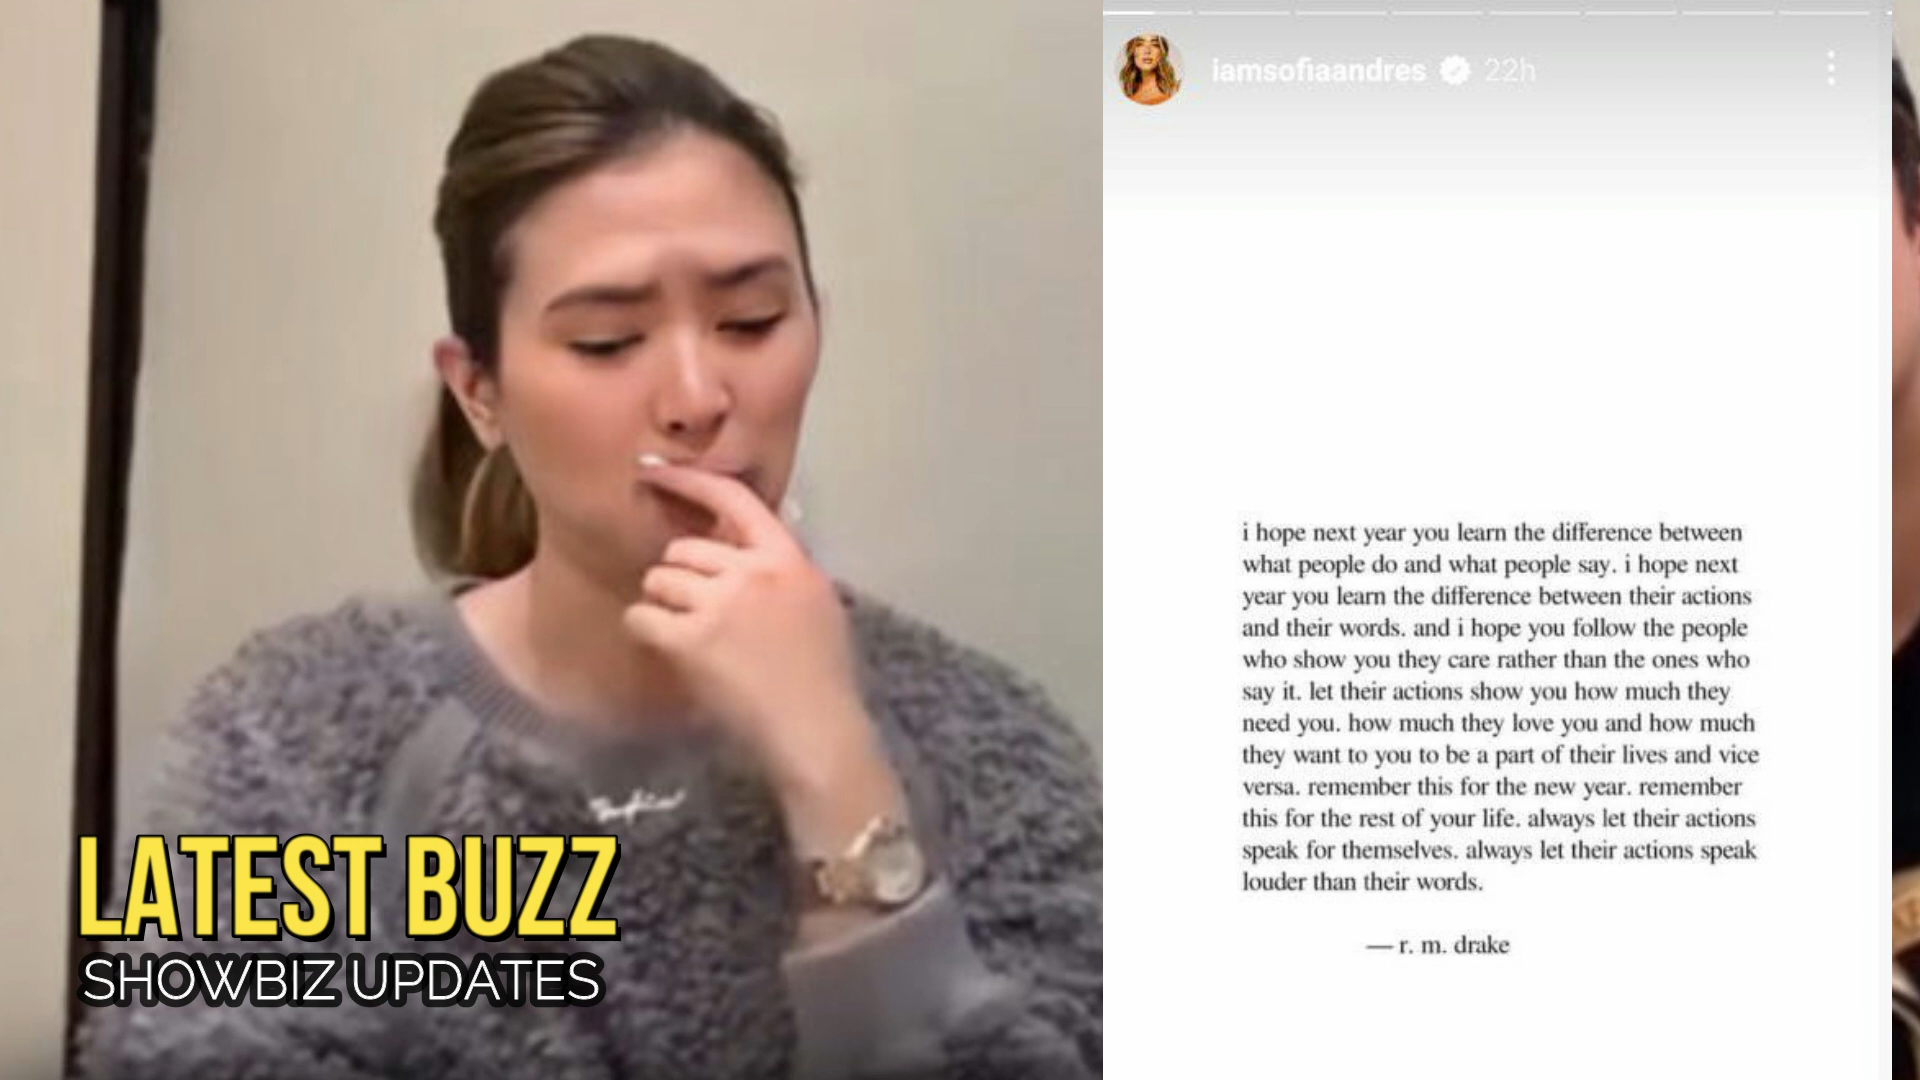 LATEST BUZZ
SHOWBIZ UPDATES
iamsofiaandres 22h
i hope next year you learn the difference between
what people do and what people say. i hope next
year you learn the difference between their actions
and their words. and i hope you follow the people
who show you they care rather than the ones who
say it. let their actions show you how much they
need you. how much they love you and how much
they want to you to be a part of their lives and vice
versa. remember this for the new year. remember
this for the rest of your life. always let their actions
speak for themselves. always let their actions speak
louder than their words.
— r. m. drake